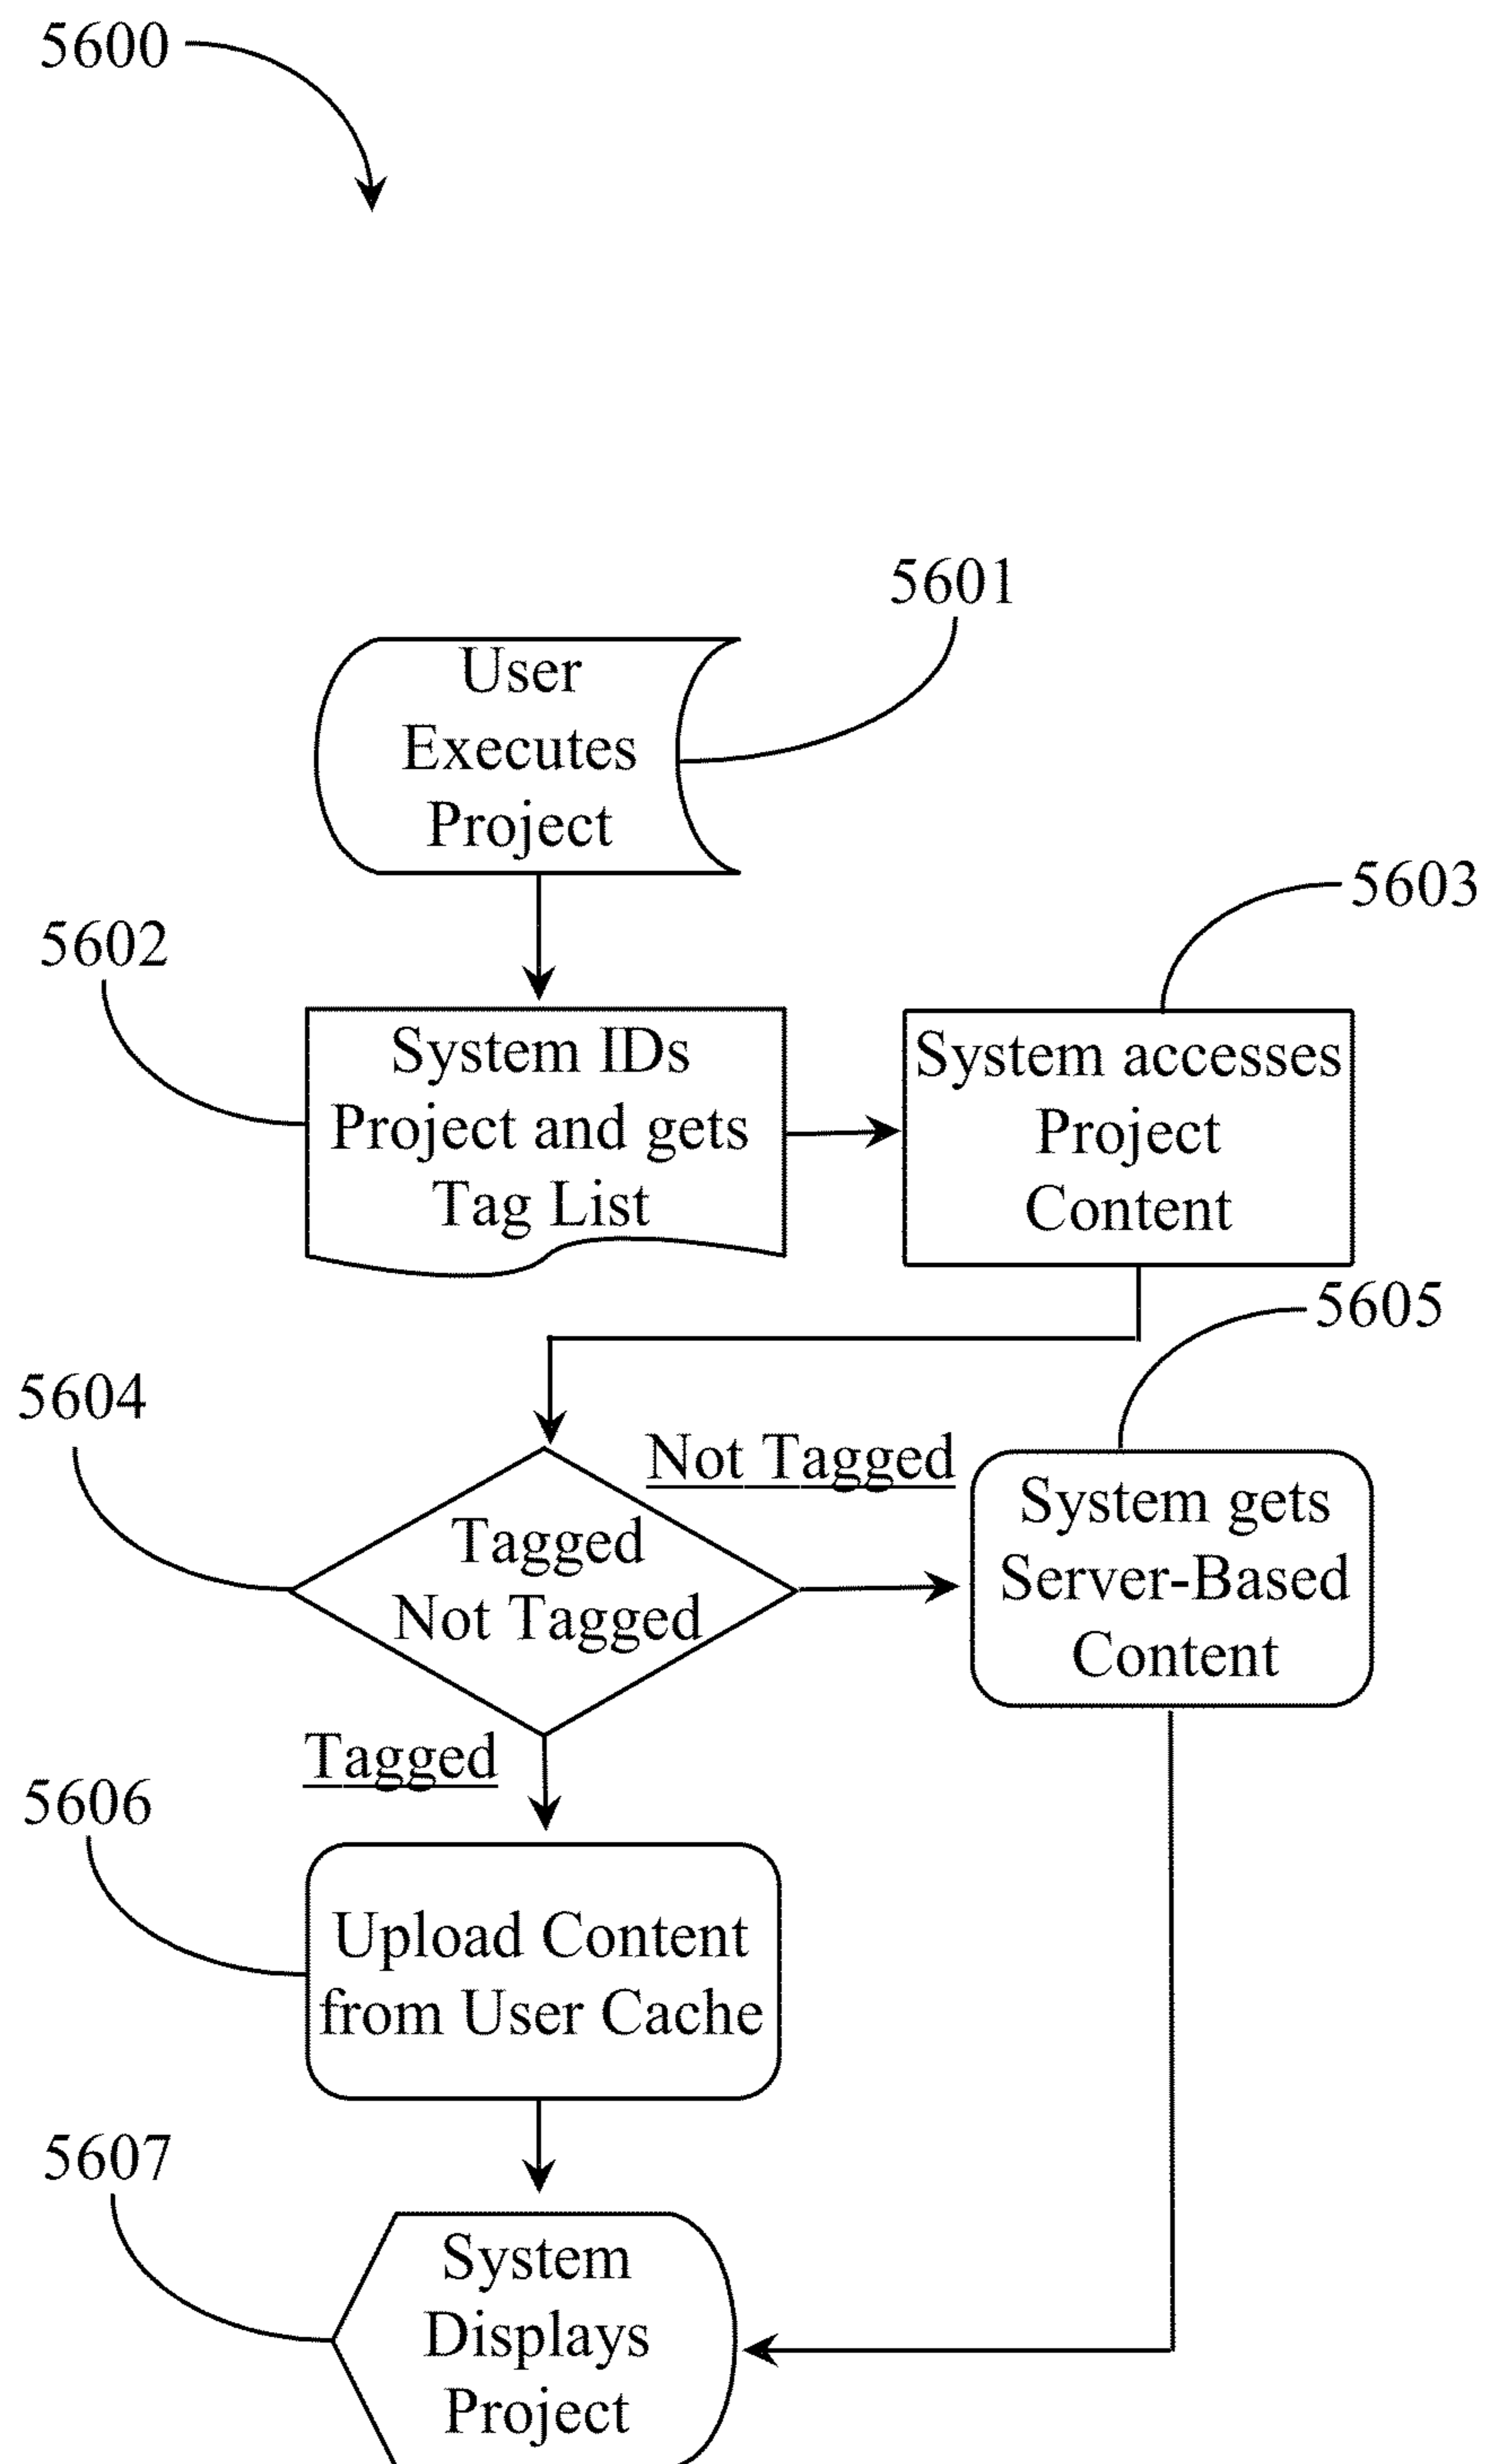 5600
5601
User
Executes
Project
5603
5602
System IDs
Project and gets
Tag List
System accesses
Project
Content
5605
5604
Not Tagged
Tagged
Not Tagged
System gets
Server-Based
Content
Tagged
5606
Upload Content
from User Cache
5607
System
Displays
Project